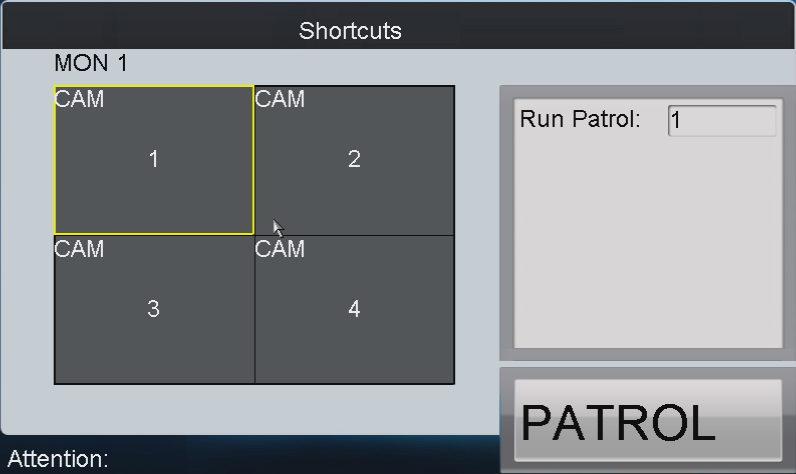 Shortcuts
MON 1
CAM
CAM
1
2
CAM
CAM
3
4
Run Patrol: 1
PATROL
Attention: